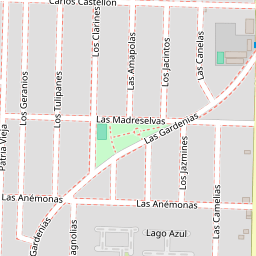 Carlos Castellón
Los Clarines
Las Amapolas
Los Jacintos
Las Canelas
Los Geranios
Los Tulipanes
Las Madreselvas
Las Gardenias
Patria Vieja
Los Jazmines
Las Anémonas
Las Anémonas
Las Camelias
Gardenias
agnolias
Lago Azul